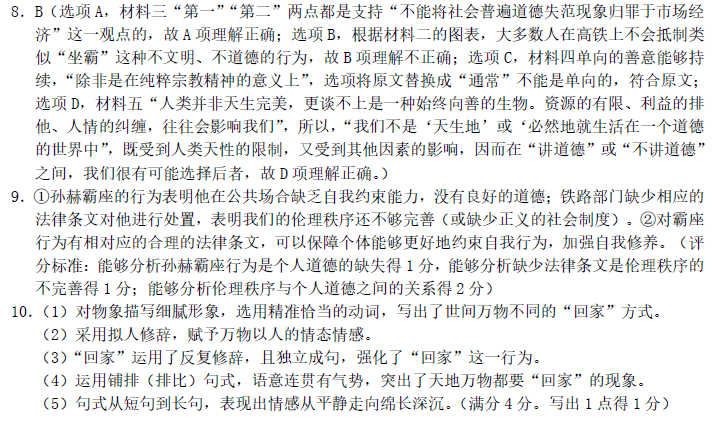 8．B（选项 A，材料三“第一”“第二”两点都是支持“不能将社会普遍道德失范现象归罪于市场经
济”这一观点的，故 A 项理解正确；选项 B，根据材料二的图表，大多数人在高铁上不会抵制类
似“坐霸”这种不文明、不道德的行为，故 B 项理解不正确；选项 C，材料四单向的善意能够持
续，“除非是在纯粹宗教精神的意义上”，选项将原文替换成“通常”不能是单向的，符合原文；
选项 D，材料五“人类并非天生完美，更谈不上是一种始终向善的生物。资源的有限、利益的排
他、人情的纠缠，往往会影响我们”，所以，“我们不是‘天生地’或‘必然地就生活在一个道德
的世界中”，既受到人类天性的限制，又受到其他因素的影响，因而在“讲道德”或“不讲道德”
之间，我们很有可能选择后者，故 D 项理解正确。）
9．①孙赫霸座的行为表明他在公共场合缺乏自我约束能力，没有良好的道德；铁路部门缺少相应的
法律条文对他进行处置，表明我们的伦理秩序还不够完善（或缺少正义的社会制度）。②对霸座
行为有相对应的合理的法律条文，可以保障个体能够更好地约束自我行为，加强自我修养。（评
分标准：能够分析孙赫霸座行为是个人道德的缺失得 1 分，能够分析缺少法律条文是伦理秩序的
不完善得 1 分；能够分析伦理秩序与个人道德之间的关系得 2 分）
10．（1）对物象描写细腻形象，选用精准恰当的动词，写出了世间万物不同的“回家”方式。
（2）采用拟人修辞，赋予万物以人的情态情感。
（3）“回家”运用了反复修辞，且独立成句，强化了“回家”这一行为。
（4）运用铺排（排比）句式，语意连贯有气势，突出了天地万物都要“回家”的现象。
（5）句式从短句到长句，表现出情感从平静走向绵长深沉。（满分 4 分。写出 1 点得 1 分）